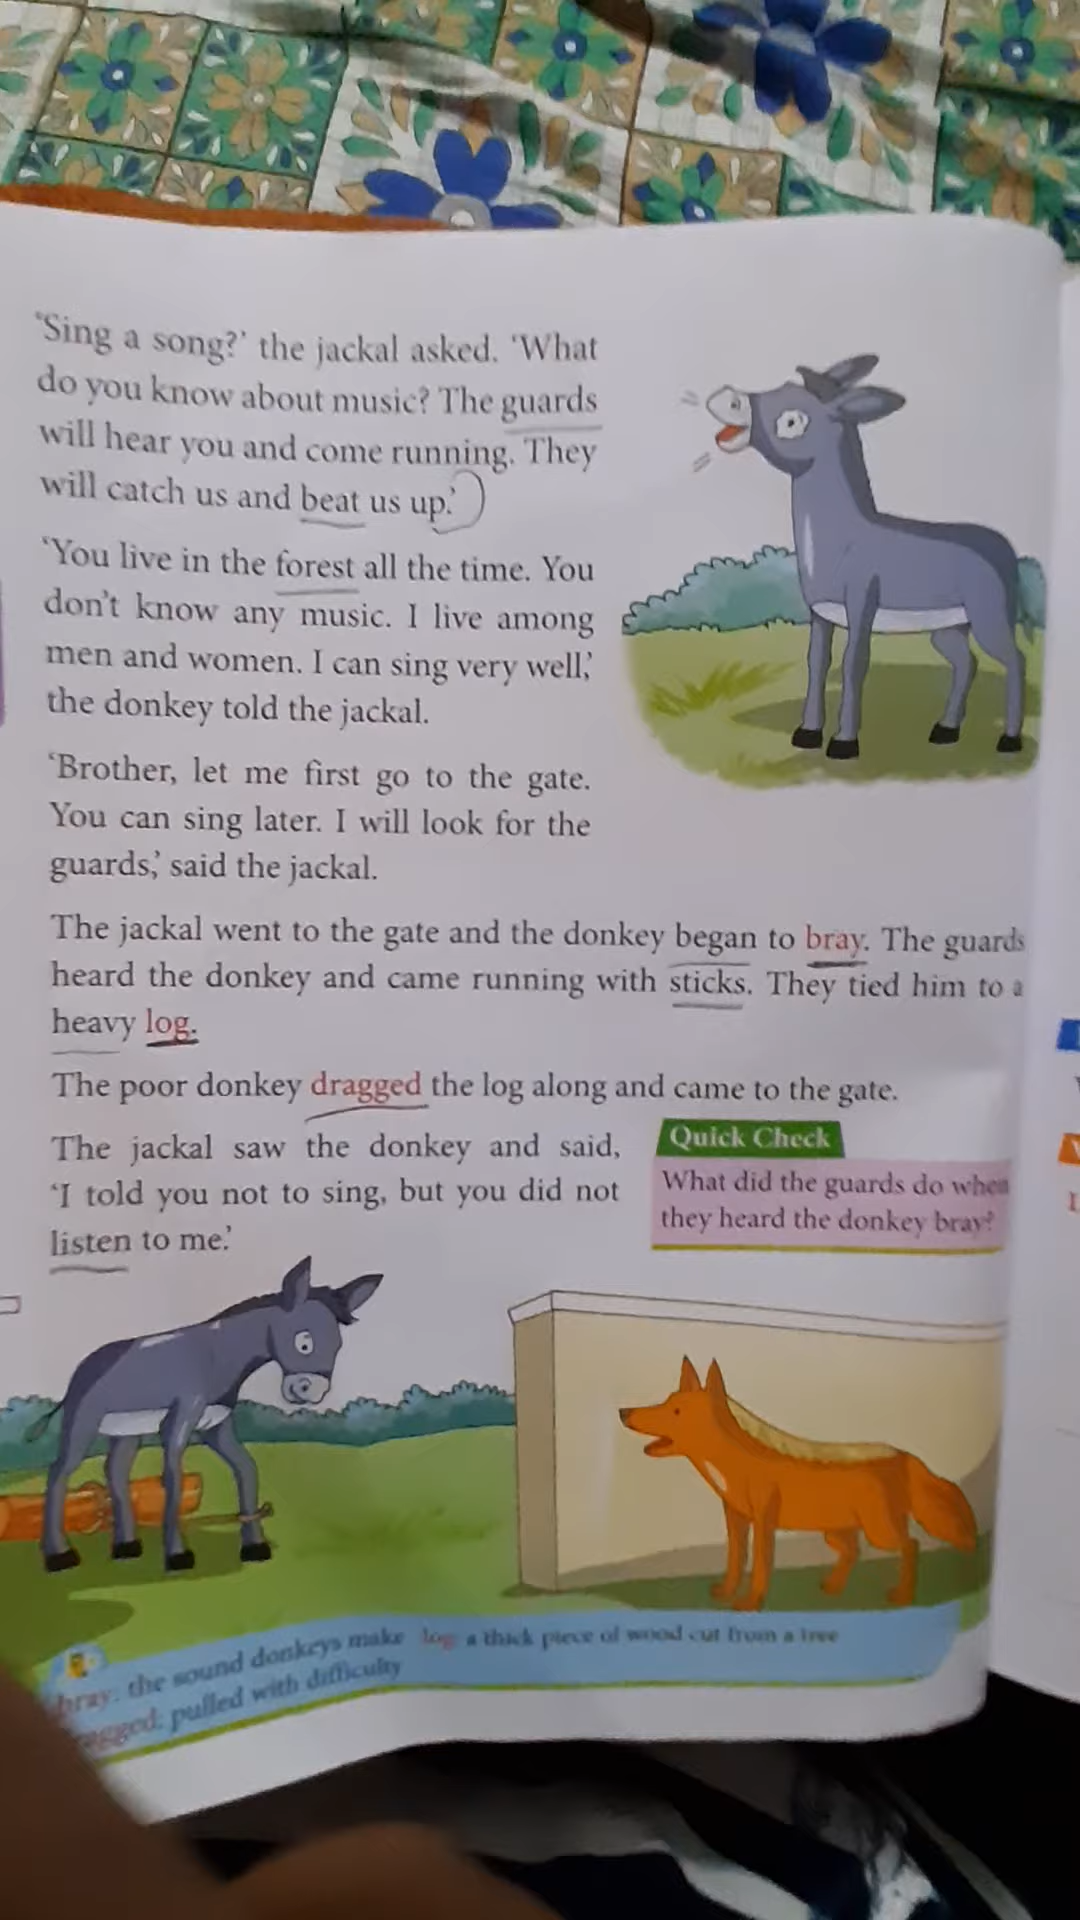 ‘Sing a song?’ the jackal asked. ‘What
do you know about music? The guards
will hear you and come running. They
will catch us and beat us up.’
‘You live in the forest all the time. You
don’t know any music. I live among
men and women. I can sing very well,’
the donkey told the jackal.
‘Brother, let me first go to the gate.
You can sing later. I will look for the
guards,’ said the jackal.
The jackal went to the gate and the donkey began to bray. The guards
heard the donkey and came running with sticks. They tied him to a
heavy log.
The poor donkey dragged the log along and came to the gate.
The jackal saw the donkey and said,
‘I told you not to sing, but you did not
listen to me.’
Quick Check
What did the guards do when
they heard the donkey bray?
bray: the sound donkeys make log: a thick piece of wood cut from a tree
pulled with difficulty